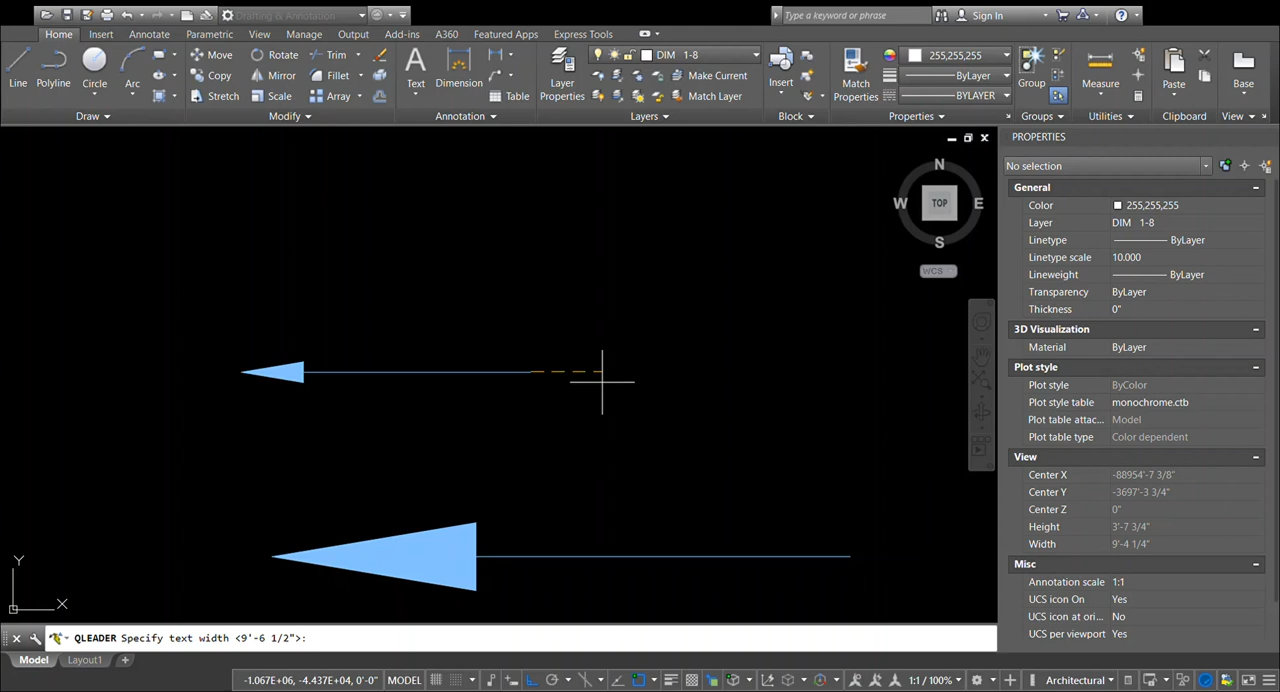 Drafting & Annotation
Type a keyword or phrase
Sign In
Home Insert Annotate Parametric View Manage Output Add-ins A360 Featured Apps Express Tools
Line Polyline Circle Arc
Move Rotate Trim
Copy Mirror Fillet
Stretch Scale Array
Text Dimension Table
Layer Properties
DIM 1-8
Make Current
Match Layer
Insert
Match Properties
255,255,255
ByLayer
BYLAYER
Group
Measure
Paste
Base
Draw Modify Annotation Layers Block Properties Groups Utilities Clipboard View
PROPERTIES
No selection
General
Color 255,255,255
Layer DIM 1-8
Linetype ByLayer
Linetype scale 10.000
Lineweight ByLayer
Transparency ByLayer
Thickness 0"
3D Visualization
Material ByLayer
Plot style
Plot style ByColor
Plot style table monochrome.ctb
Plot table attac... Model
Plot table type Color dependent
View
Center X -88954'-7 3/8"
Center Y -3697'-3 3/4"
Center Z 0"
Height 3'-7 3/4"
Width 9'-4 1/4"
Misc
Annotation scale 1:1
UCS icon On Yes
UCS icon at ori... No
UCS per viewport Yes
N
W TOP E
S
WCS
Y
X
QLEADER Specify text width <9'-6 1/2">:
Model Layout1 +
-1.067E+06, -4.437E+04, 0'-0" MODEL 1:1 / 100% Architectural